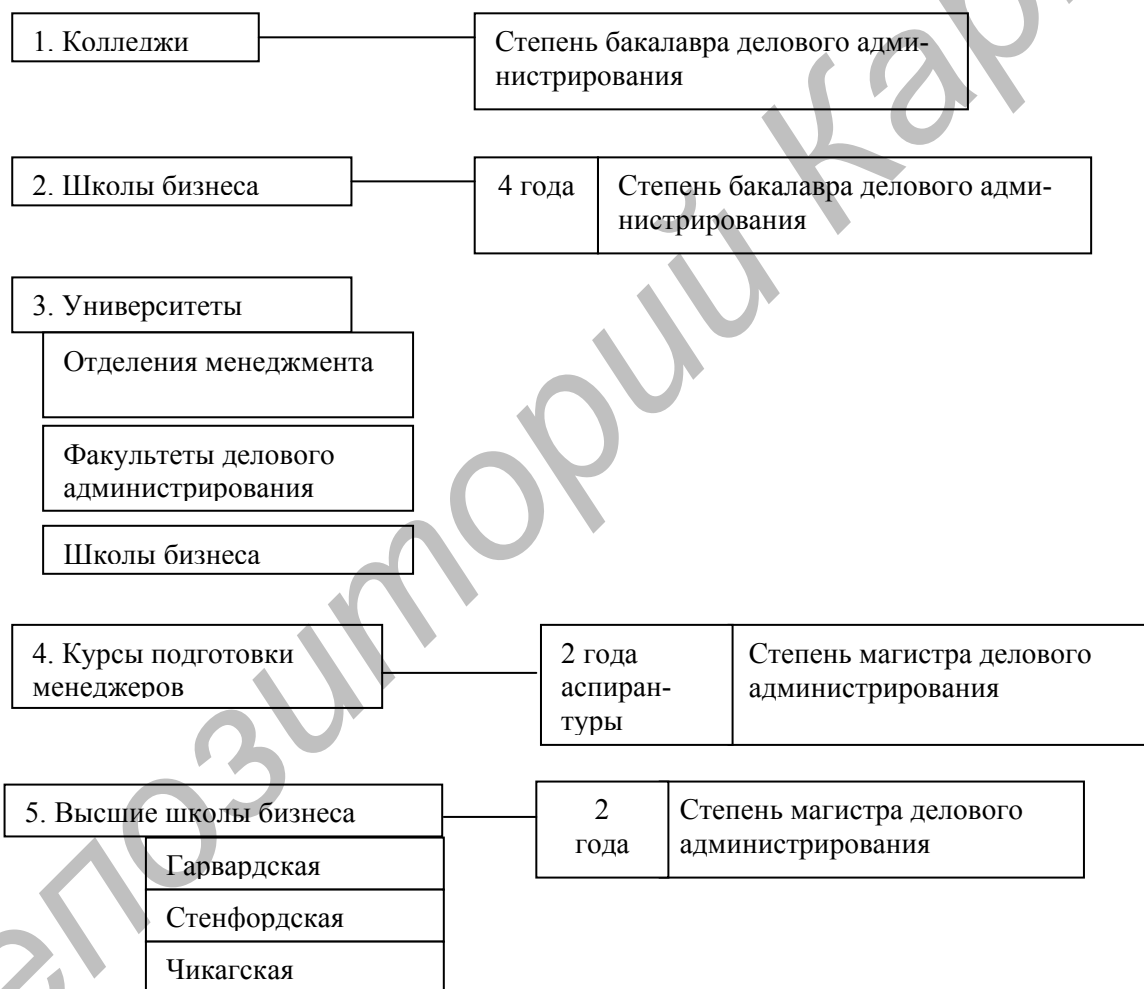 1. Колледжи
Степень бакалавра делового адми-
нистрирования
2. Школы бизнеса
4 года
Степень бакалавра делового адми-
нистрирования
3. Университеты
Отделения менеджмента
Факультеты делового
администрирования
Школы бизнеса
4. Курсы подготовки
менеджеров
2 года
аспиран-
туры
Степень магистра делового
администрирования
5. Высшие школы бизнеса
2
года
Степень магистра делового
администрирования
Гарвардская
Стенфордская
Чикагская